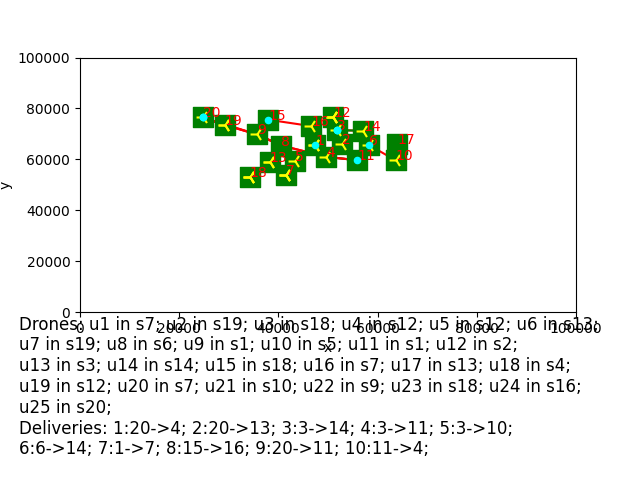 100000
80000
60000
40000
20000
0
y
0 20000 40000 60000 80000 100000
x
Drones: u1 in s7; u2 in s19; u3 in s18; u4 in s12; u5 in s12; u6 in s13;
u7 in s19; u8 in s6; u9 in s1; u10 in s5; u11 in s1; u12 in s2;
u13 in s3; u14 in s14; u15 in s18; u16 in s7; u17 in s13; u18 in s4;
u19 in s12; u20 in s7; u21 in s10; u22 in s9; u23 in s18; u24 in s16;
u25 in s20;
Deliveries: 1:20->4; 2:20->13; 3:3->14; 4:3->11; 5:3->10;
6:6->14; 7:1->7; 8:15->16; 9:20->11; 10:11->4;